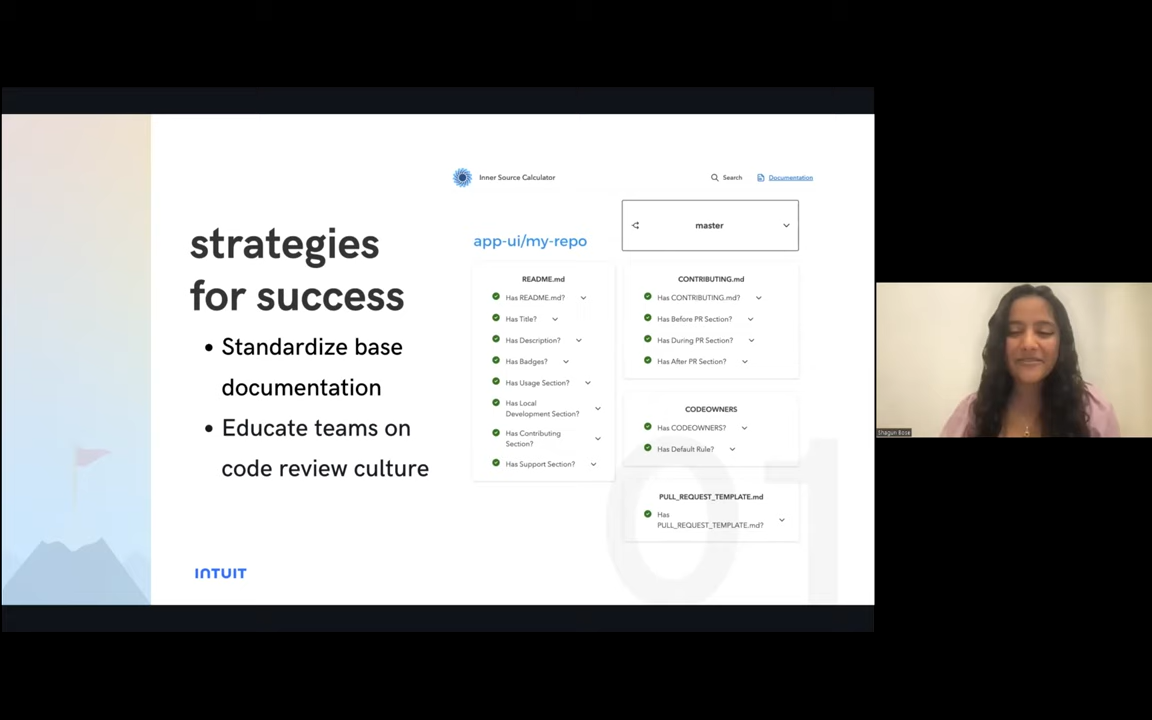 Inner Source Calculator
Search
Documentation
strategies
for success
• Standardize base
documentation
• Educate teams on
code review culture
INTUIT
app-ui/my-repo
master
README.md
Has README.md?
Has Title?
Has Description?
Has Badges?
Has Usage Section?
Has Local
Development Section?
Has Contributing
Section?
Has Support Section?
CONTRIBUTING.md
Has CONTRIBUTING.md?
Has Before PR Section?
Has During PR Section?
Has After PR Section?
CODEOWNERS
Has CODEOWNERS?
Has Default Rule?
PULL_REQUEST_TEMPLATE.md
Has
PULL_REQUEST_TEMPLATE.md?
01
Shagun Bose